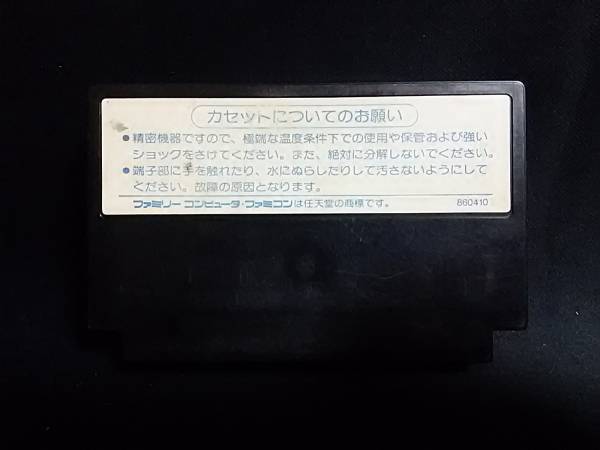 カセットについてのお願い
●精密機器ですので、極端な温度条件下での使用や保管および強い
ショックをさけてください。また、絶対に分解しないでください。
●端子部に手を触れたり、水にぬらしたりして汚さないようにして
ください。故障の原因となります。
ファミリーコンピュータ・ファミコンは任天堂の商標です。 860410